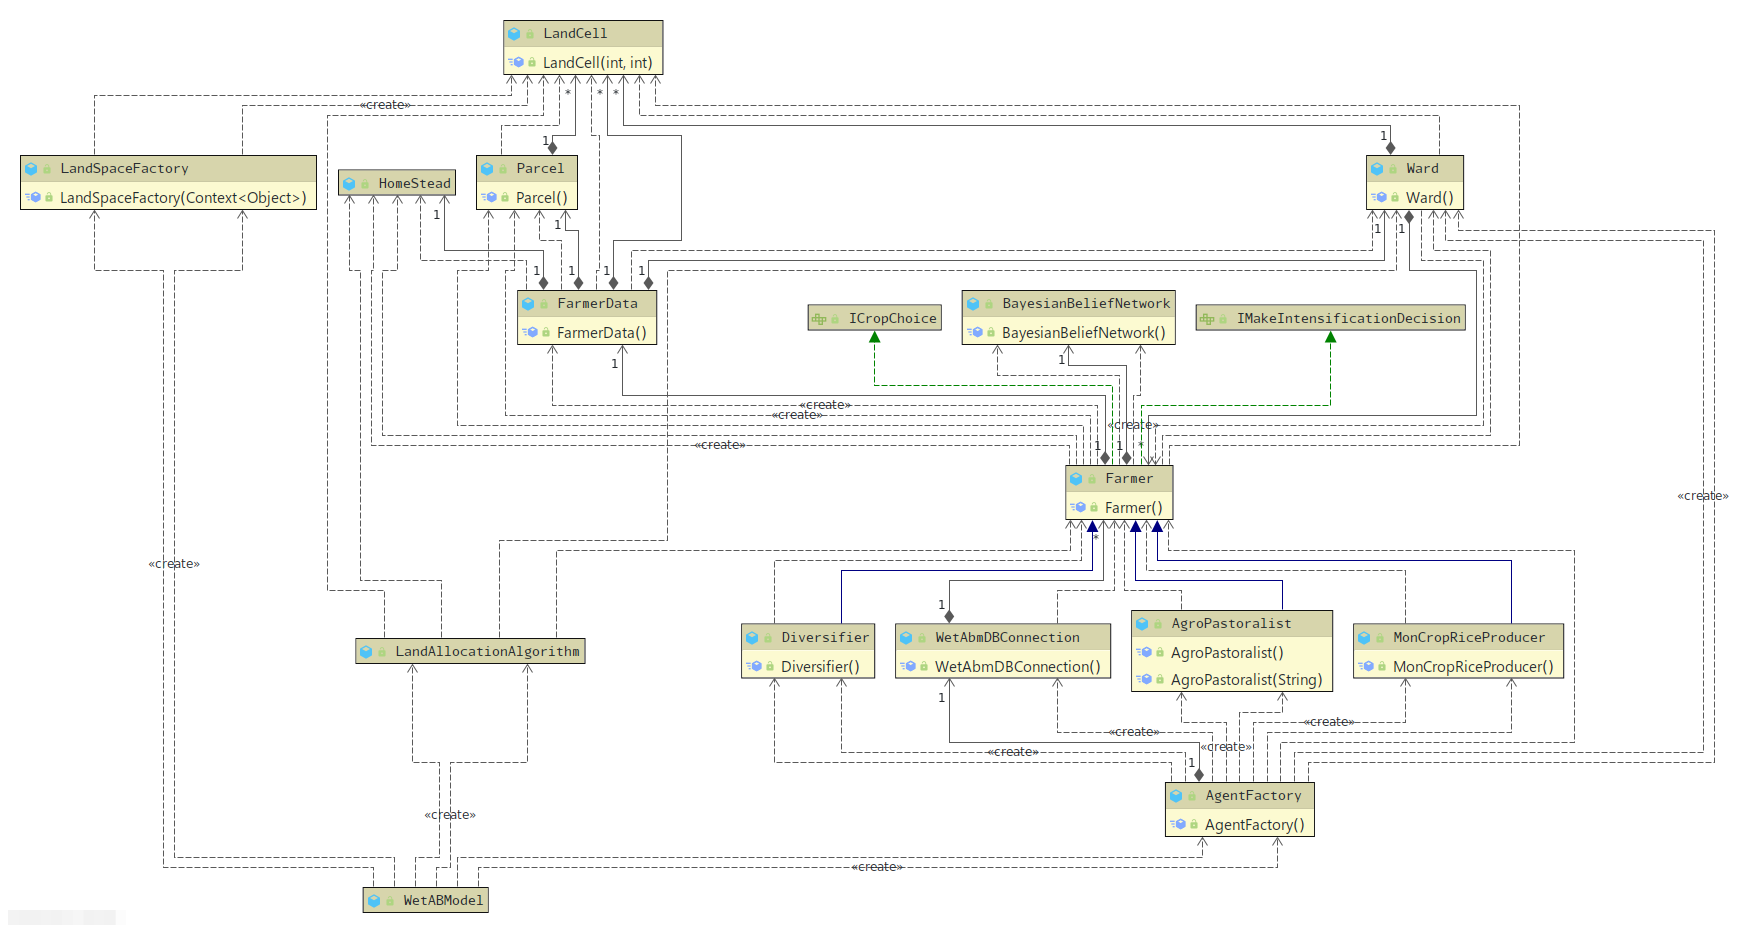 LandCell
LandCell(int, int)
«create»
*
*
*
1
1
LandSpaceFactory
LandSpaceFactory(Context<Object>)
HomeStead
Parcel
Parcel()
Ward
Ward()
1
1
1
1
1
1
1
1
FarmerData
FarmerData()
ICropChoice
BayesianBeliefNetwork
BayesianBeliefNetwork()
IMakeIntensificationDecision
1
1
«create»
«create»
«create»
«create»
1
1
*
Farmer
Farmer()
«create»
*
«create»
1
LandAllocationAlgorithm
Diversifier
Diversifier()
WetAbmDBConnection
WetAbmDBConnection()
AgroPastoralist
AgroPastoralist()
AgroPastoralist(String)
MonCropRiceProducer
MonCropRiceProducer()
1
«create»
«create»
«create»
«create»
1
AgentFactory
AgentFactory()
«create»
«create»
WetABModel